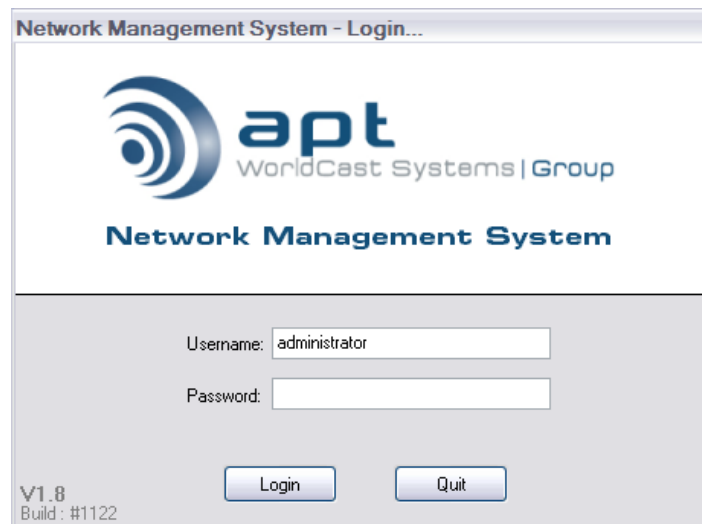 Network Management System - Login...
apt
WorldCast Systems|Group
Network Management System
Username: administrator
Password:
Login Quit
V1.8
Build : #1122